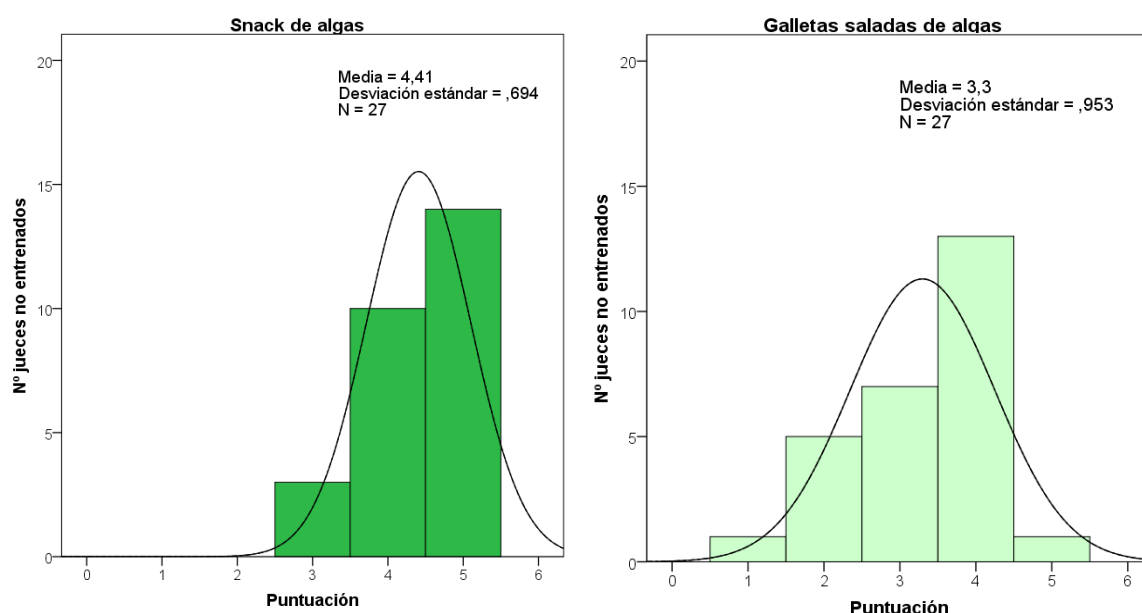 Snack de algas
Media = 4,41
Desviación estándar = ,694
N = 27
20
15
10
5
0
Nº jueces no entrenados
0 1 2 3 4 5 6
Puntuación
Galletas saladas de algas
Media = 3,3
Desviación estándar = ,953
N = 27
20
15
10
5
0
Nº jueces no entrenados
0 1 2 3 4 5 6
Puntuación